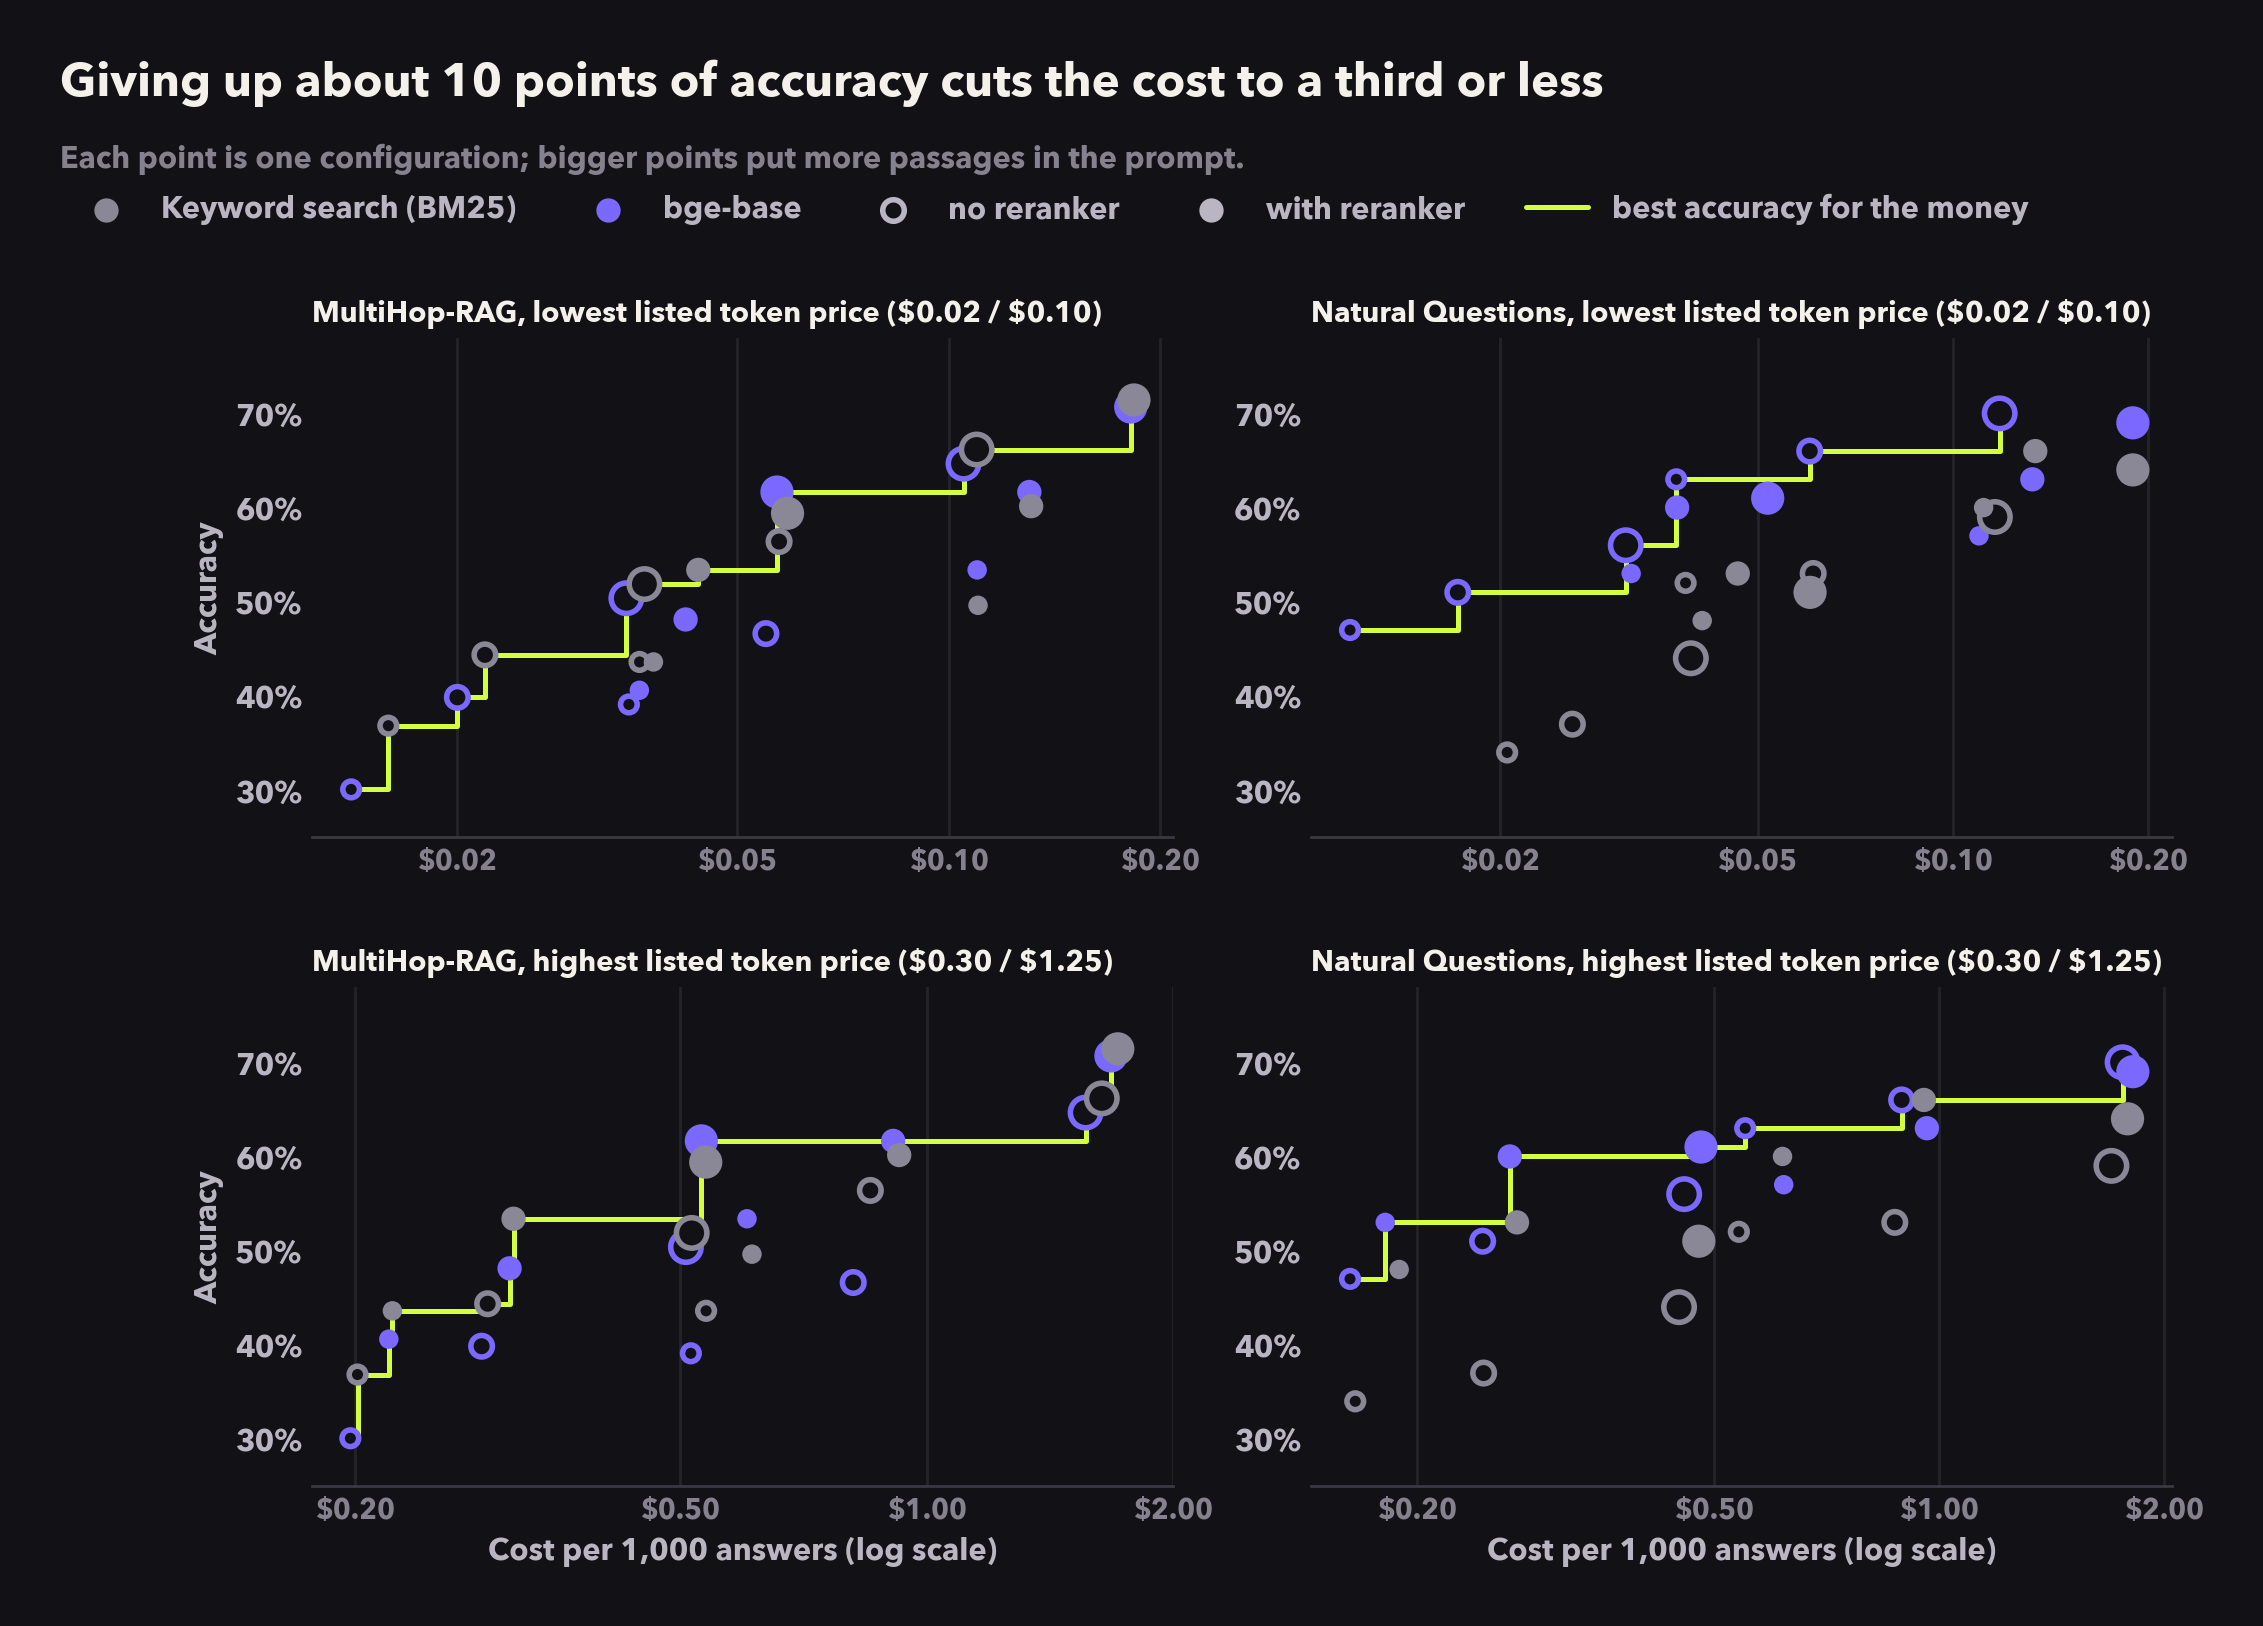 Giving up about 10 points of accuracy cuts the cost to a third or less
Each point is one configuration; bigger points put more passages in the prompt.
Keyword search (BM25) bge-base no reranker with reranker best accuracy for the money
MultiHop-RAG, lowest listed token price ($0.02 / $0.10)
Accuracy
70%
60%
50%
40%
30%
$0.02 $0.05 $0.10 $0.20
Natural Questions, lowest listed token price ($0.02 / $0.10)
70%
60%
50%
40%
30%
$0.02 $0.05 $0.10 $0.20
MultiHop-RAG, highest listed token price ($0.30 / $1.25)
Accuracy
70%
60%
50%
40%
30%
$0.20 $0.50 $1.00 $2.00
Cost per 1,000 answers (log scale)
Natural Questions, highest listed token price ($0.30 / $1.25)
70%
60%
50%
40%
30%
$0.20 $0.50 $1.00 $2.00
Cost per 1,000 answers (log scale)